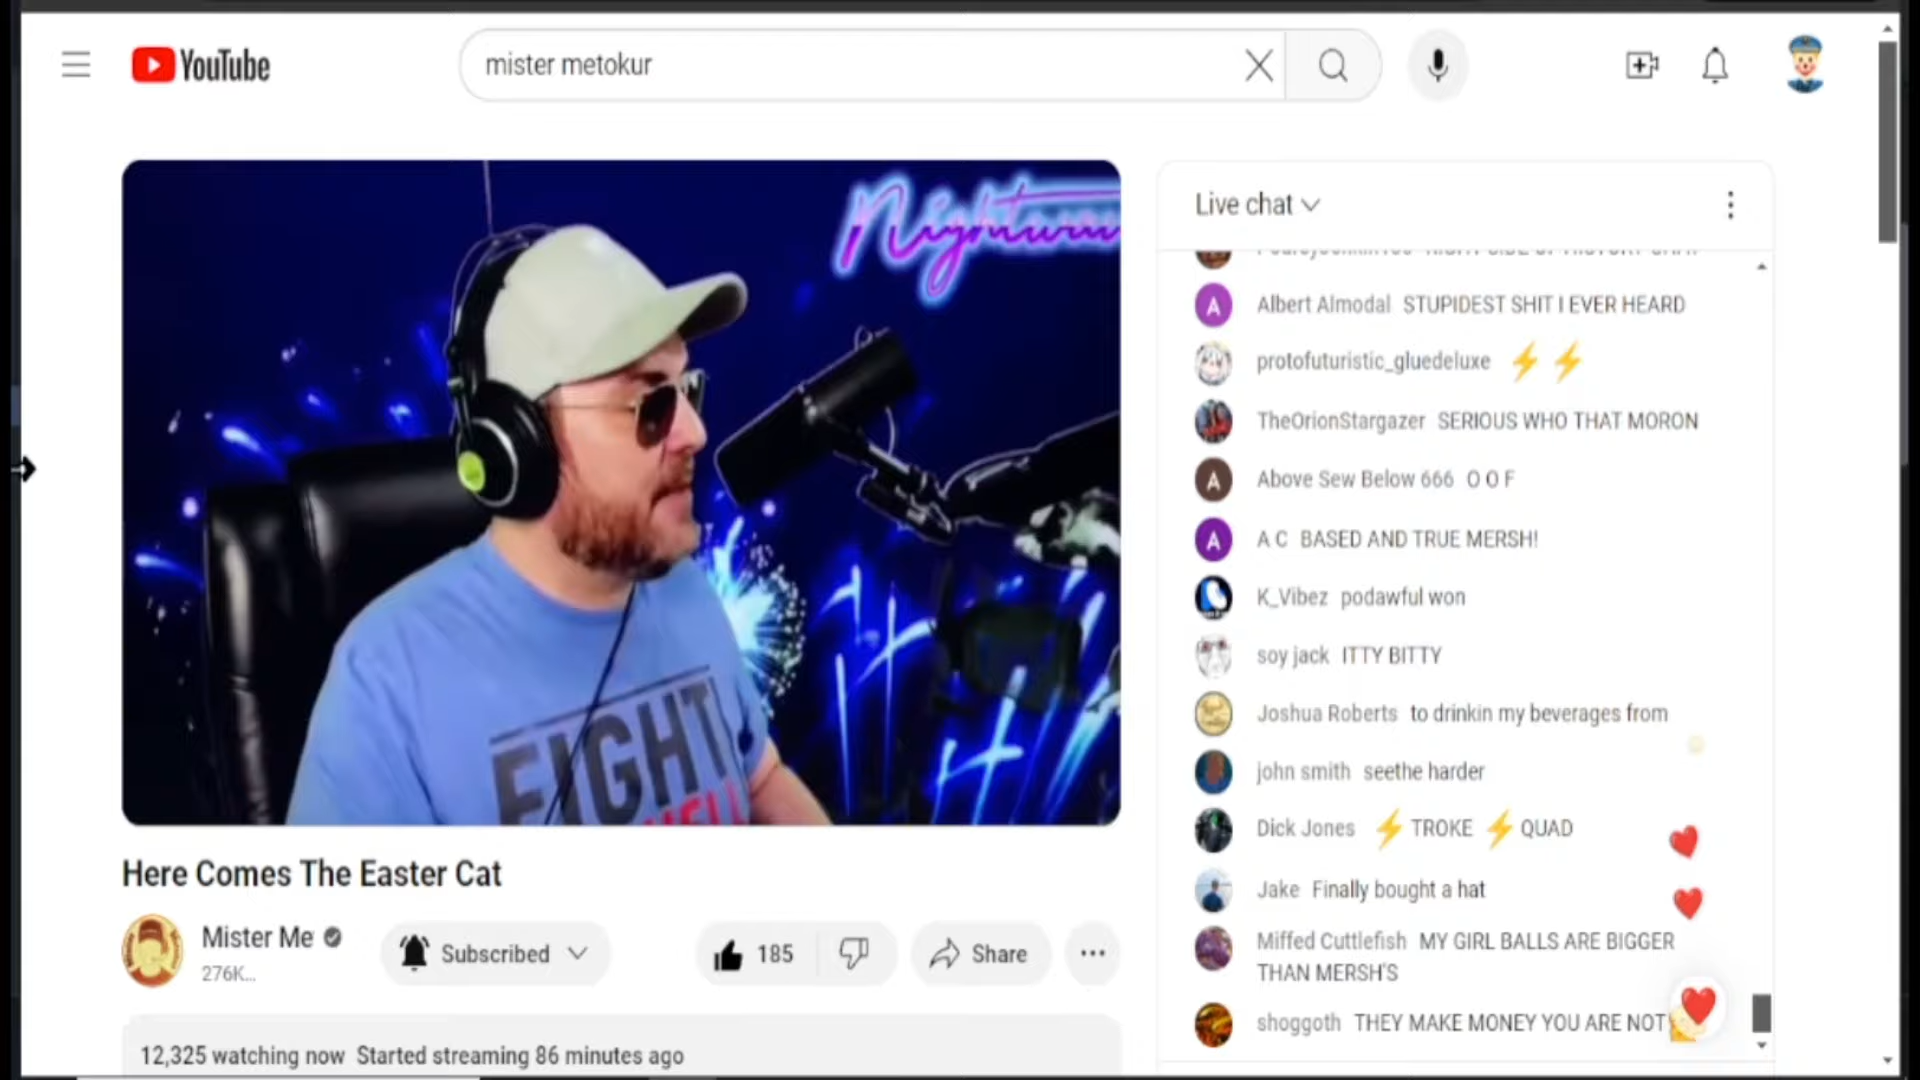 YouTube
mister metokur
Live chat
Albert Almodal STUPIDEST SHIT I EVER HEARD
protofuturistic_gluedeluxe ⚡ ⚡
TheOrionStargazer SERIOUS WHO THAT MORON
A
Above Sew Below 666 O O F
A
A C BASED AND TRUE MERSH!
K_Vibez podawful won
soy jack ITTY BITTY
Joshua Roberts to drinkin my beverages from
john smith seethe harder
Dick Jones ⚡TROKE ⚡QUAD
Jake Finally bought a hat
Miffed Cuttlefish MY GIRL BALLS ARE BIGGER
THAN MERSH'S
shoggoth THEY MAKE MONEY YOU ARE NOT
A
FIGHT
Here Comes The Easter Cat
Mister Me
276K...
Subscribed
185
Share
12,325 watching now Started streaming 86 minutes ago